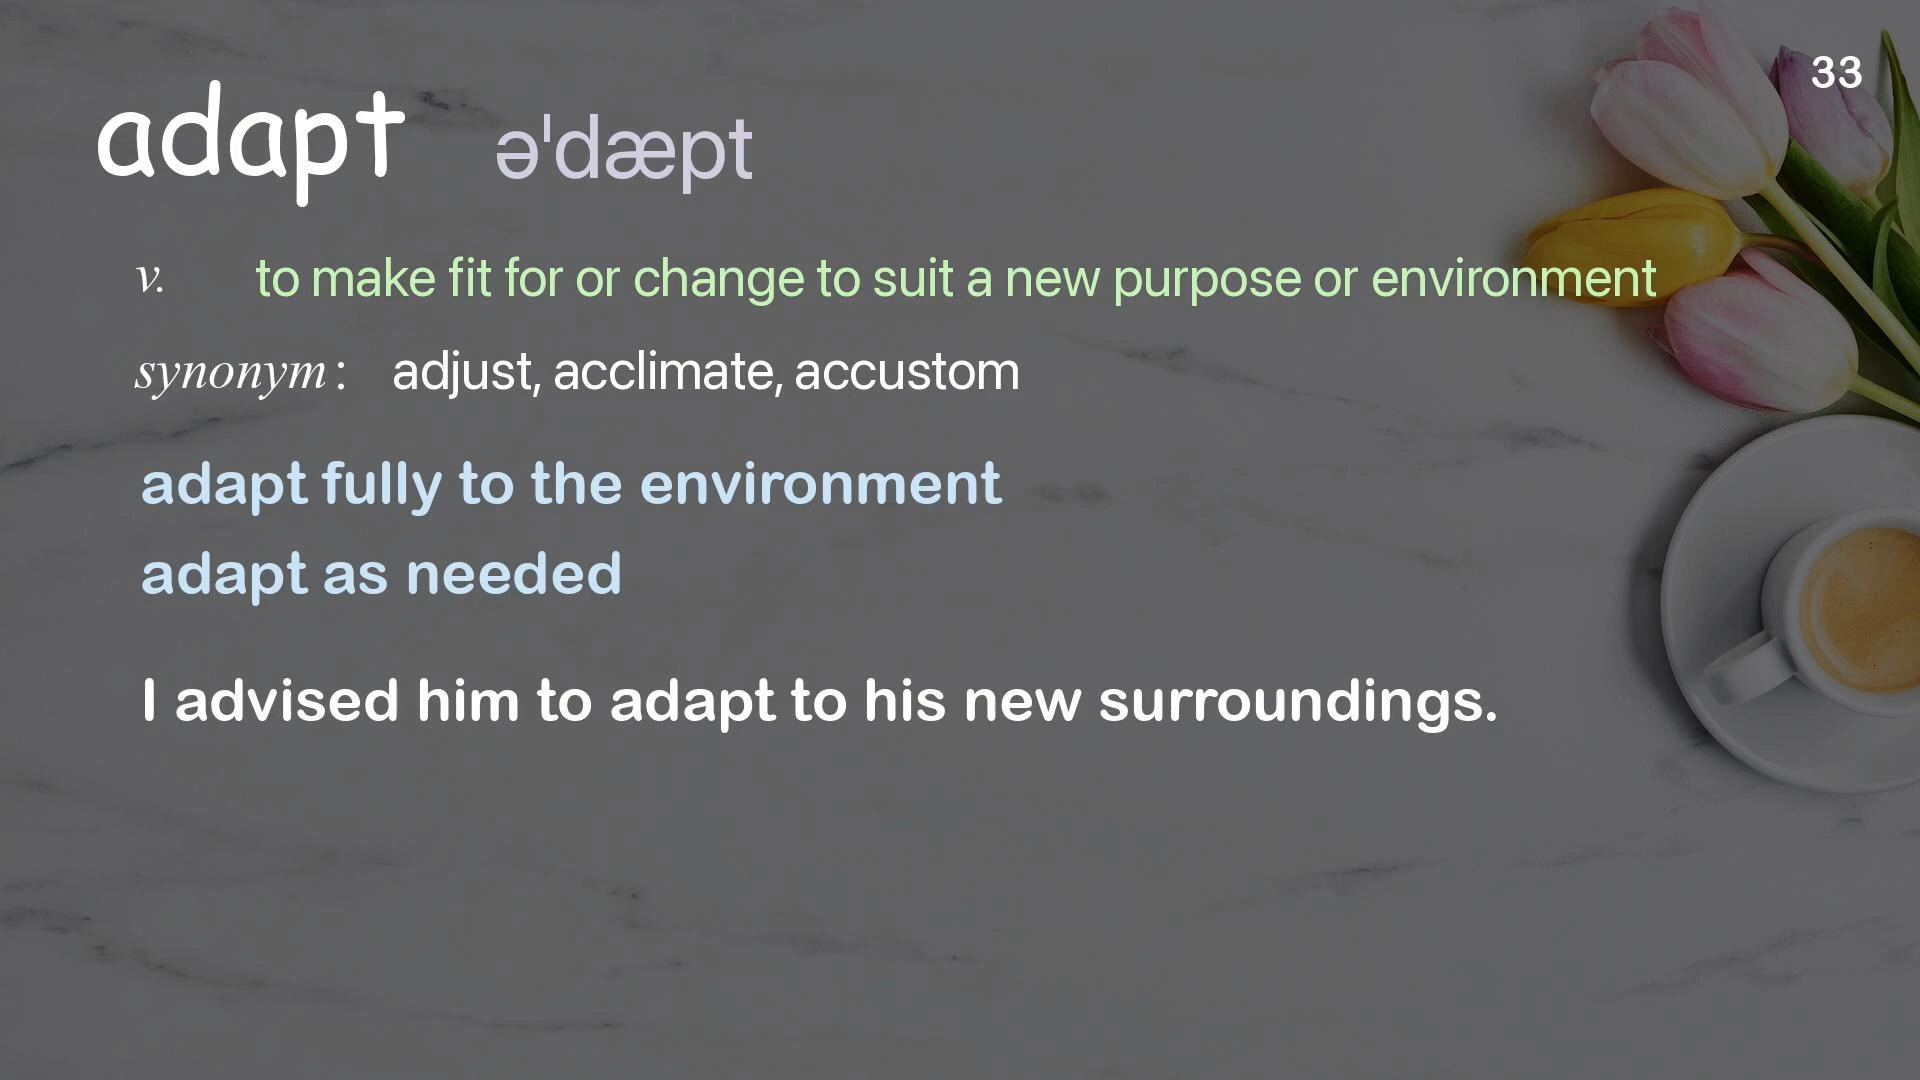 33
adapt əˈdæpt
v. to make fit for or change to suit a new purpose or environment
synonym : adjust, acclimate, accustom
adapt fully to the environment
adapt as needed
I advised him to adapt to his new surroundings.